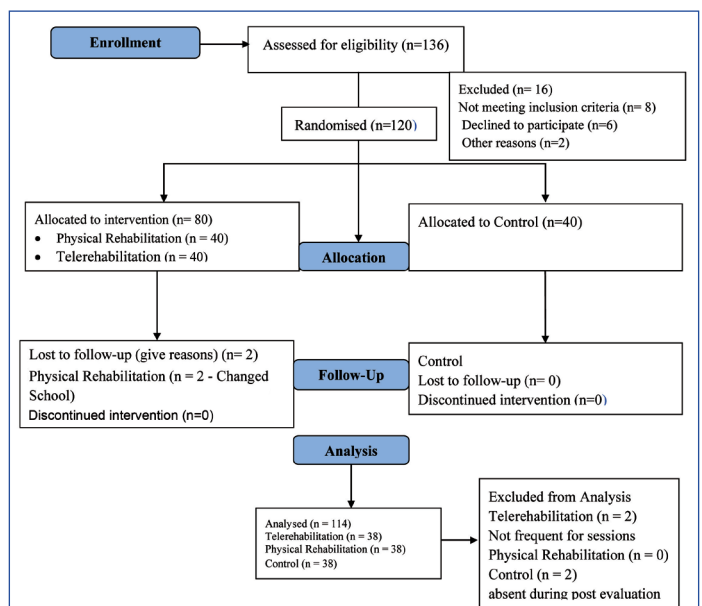 Enrollment
Assessed for eligibility (n=136)
Excluded (n= 16)
Not meeting inclusion criteria (n= 8)
Declined to participate (n=6)
Other reasons (n=2)
Randomised (n=120)
Allocated to intervention (n= 80)
• Physical Rehabilitation (n = 40)
• Telerehabilitation (n = 40)
Allocated to Control (n=40)
Allocation
Lost to follow-up (give reasons) (n= 2)
Physical Rehabilitation (n = 2 - Changed
School)
Discontinued intervention (n=0)
Follow-Up
Control
Lost to follow-up (n= 0)
Discontinued intervention (n=0)
Analysis
Analysed (n = 114)
Telerehabilitation (n = 38)
Physical Rehabilitation (n = 38)
Control (n = 38)
Excluded from Analysis
Telerehabilitation (n = 2)
Not frequent for sessions
Physical Rehabilitation (n = 0)
Control (n = 2)
absent during post evaluation